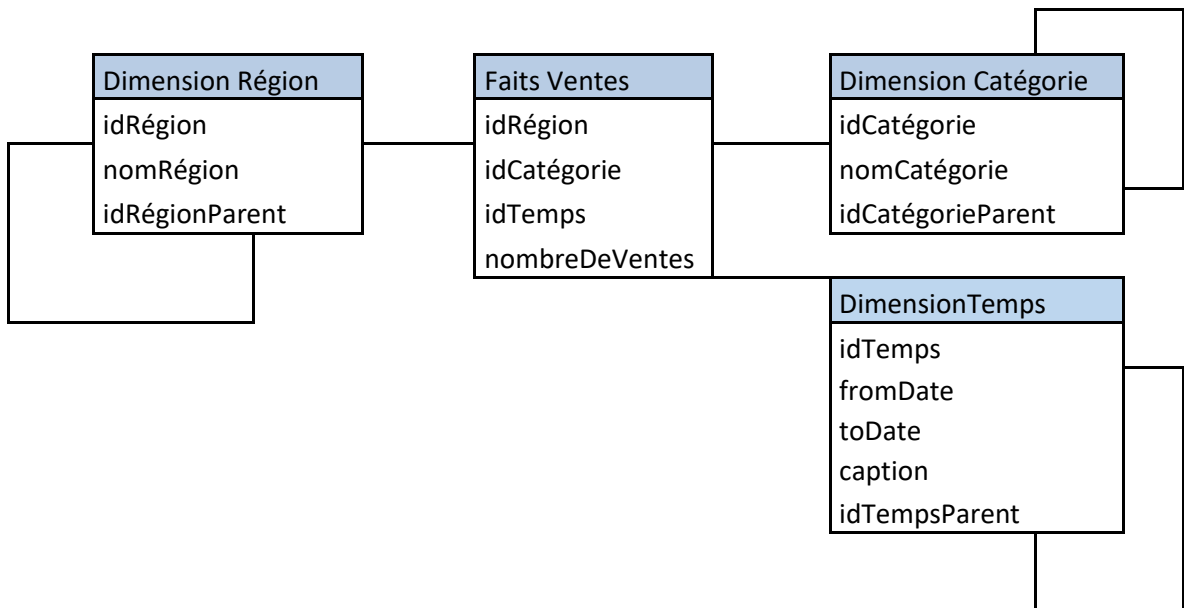 Dimension Région
idRégion
nomRégion
idRégionParent
Faits Ventes
idRégion
idCatégorie
idTemps
nombreDeVentes
Dimension Catégorie
idCatégorie
nomCatégorie
idCatégorieParent
DimensionTemps
idTemps
fromDate
toDate
caption
idTempsParent